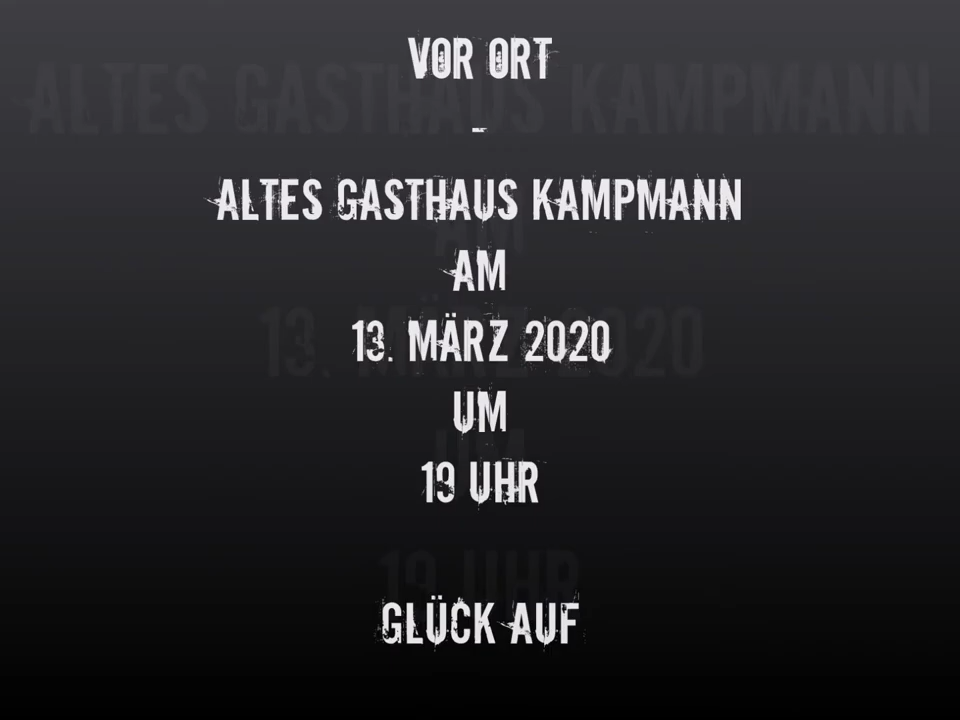 VOR ORT
-
ALTES GASTHAUS KAMPMANN
AM
13. MÄRZ 2020
UM
19 UHR
GLÜCK AUF